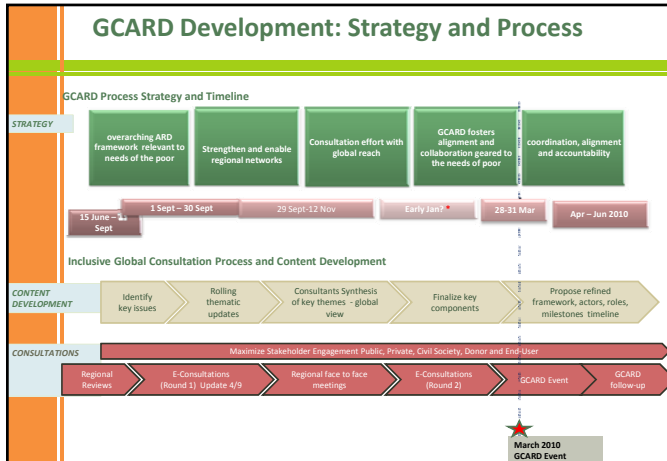 GCARD Development: Strategy and Process
GCARD Process Strategy and Timeline
STRATEGY
overarching ARD
framework relevant to
needs of the poor
Strengthen and enable
regional networks
Consultation effort with
global reach
GCARD fosters
alignment and
collaboration geared to
the needs of poor
coordination, alignment
and accountability
15 June –
Sept
1 Sept – 30 Sept
29 Sept-12 Nov
Early Jan?*
28-31 Mar
Apr – Jun 2010
Inclusive Global Consultation Process and Content Development
CONTENT
DEVELOPMENT
Identify
key issues
Rolling
thematic
updates
Consultants Synthesis
of key themes - global
view
Finalize key
components
Propose refined
framework, actors, roles,
milestones timeline
CONSULTATIONS
Maximize Stakeholder Engagement Public, Private, Civil Society, Donor and End-User
Regional
Reviews
E-Consultations
(Round 1) Update 4/9
Regional face to face
meetings
E-Consultations
(Round 2)
GCARD Event
GCARD
follow-up
March 2010
GCARD Event